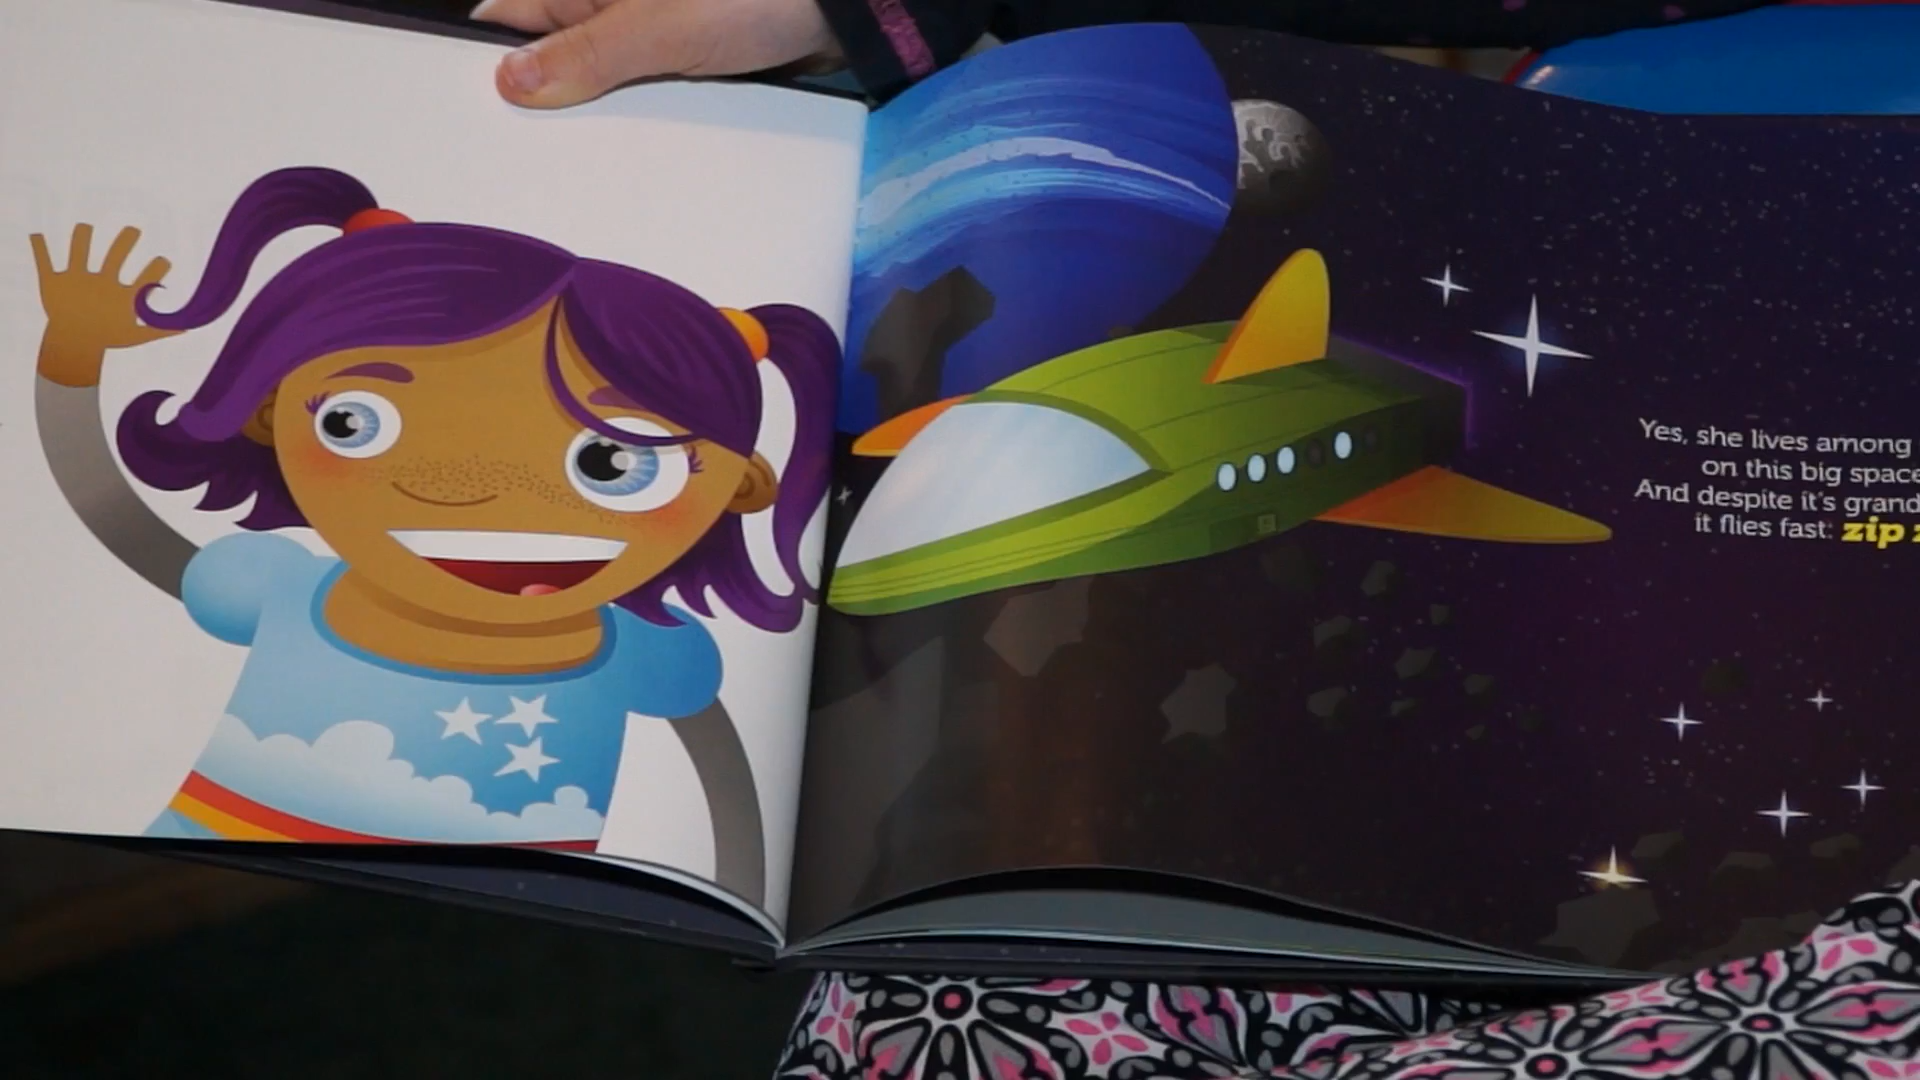 Yes, she lives among
on this big space
And despite it's grand
it flies fast: zip